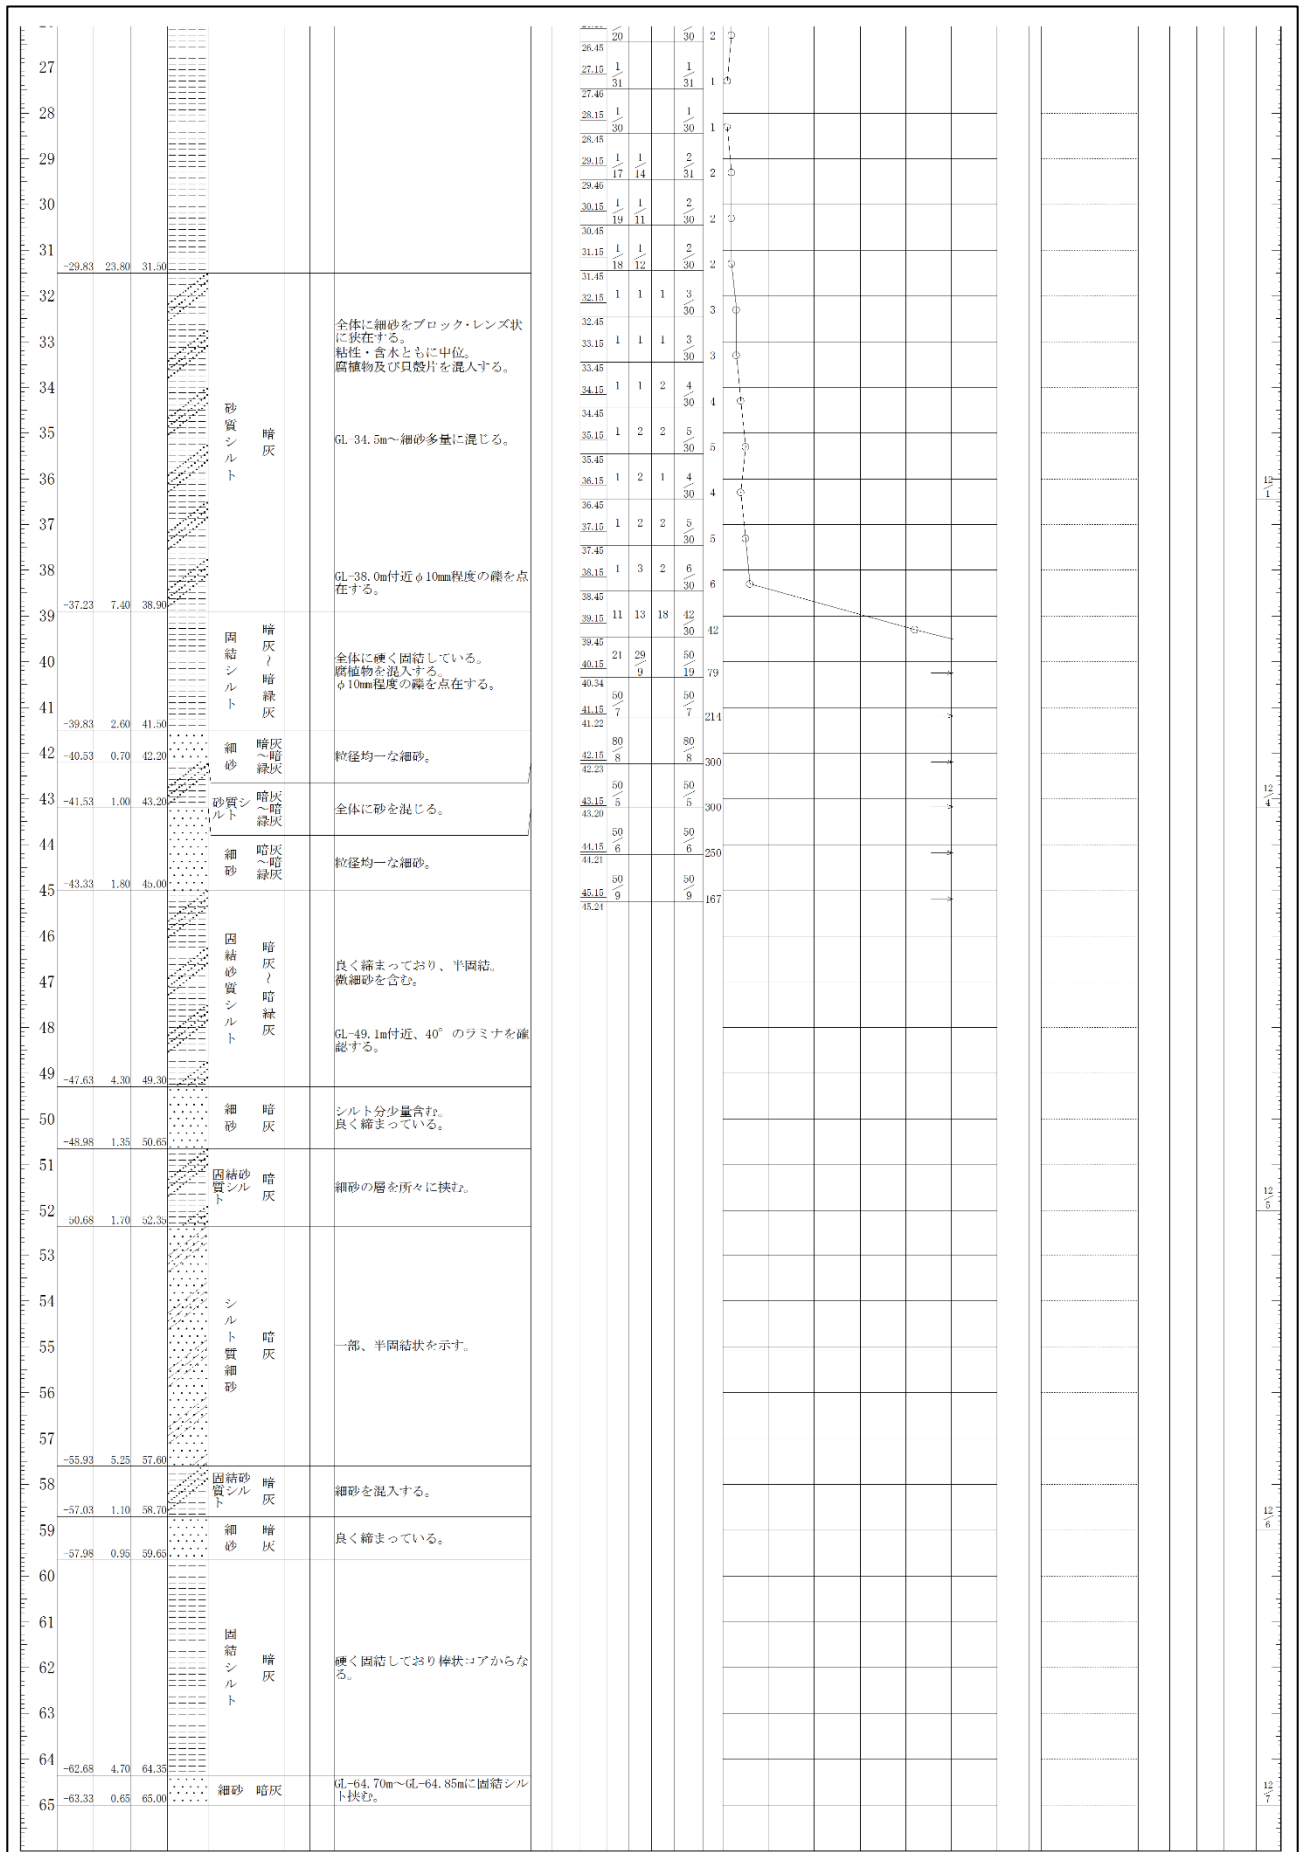 20 30 2
26.45
27
27.15 1/31 1/31 1
27.46
28
28.15 1/30 1/30 1
28.45
29
29.15 1/17 1/14 2/31 2
29.46
30
30.15 1/19 1/11 2/30 2
30.45
31
31.15 1/18 1/12 2/30 2
-29.83 23.80 31.50
31.45
32
32.15 1 1 1 3/30 3
32.45
全体に細砂をブロック・レンズ状
に狭在する。
粘性・含水ともに中位。
腐植物及び貝殻片を混入する。
33
33.15 1 1 1 3/30 3
33.45
34
34.15 1 1 2 4/30 4
34.45
砂質シルト
暗灰
GL-34.5m～細砂多量に混じる。
35
35.15 1 2 2 5/30 5
35.45
36
36.15 1 2 1 4/30 4
12/1
36.45
37
37.15 1 2 2 5/30 5
37.45
38
38.15 1 3 2 6/30 6
38.45
GL-38.0m付近φ10mm程度の礫を点
在する。
-37.23 7.40 38.90
39
39.15 11 13 18 42/30 42
39.45
固結シルト
暗灰～暗緑灰
全体に硬く固結している。
腐植物を混入する。
φ10mm程度の礫を点在する。
40
40.15 21 29/9 50/19 79
40.34
41
41.15 50/7 50/7 214
41.22
-39.83 2.60 41.50
細砂
暗灰～暗緑灰
粒径均一な細砂。
42
-40.53 0.70 42.20
42.15 80/8 80/8 300
42.23
43
-41.53 1.00 43.20
砂質シルト
暗灰～暗緑灰
全体に砂を混じる。
43.15 50/5 50/5 300
12/4
43.20
44
細砂
暗灰～暗緑灰
粒径均一な細砂。
44.15 50/6 50/6 250
44.21
-43.33 1.80 45.00
45
45.15 50/9 50/9 167
45.24
46
固結砂質シルト
暗灰～暗緑灰
良く締まっており、半固結。
微細砂を含む。
47
48
GL-49.1m付近、40°のラミナを確
認する。
49
-47.63 4.30 49.30
50
細砂
暗灰
シルト分少量含む。
良く締まっている。
-48.98 1.35 50.65
51
固結砂質シルト
暗灰
細砂の層を所々に挟む。
12/5
52
50.68 1.70 52.35
53
54
シルト質細砂
暗灰
55
一部、半固結状を示す。
56
57
-55.93 5.25 57.60
58
固結砂質シルト
暗灰
細砂を混入する。
-57.03 1.10 58.70
12/6
59
細砂
暗灰
良く締まっている。
-57.98 0.95 59.65
60
61
固結シルト
暗灰
62
硬く固結しており棒状コアからな
る。
63
64
-62.68 4.70 64.35
細砂 暗灰
GL-64.70m～GL-64.85mに固結シル
ト挟む。
12/7
65
-63.33 0.65 65.00